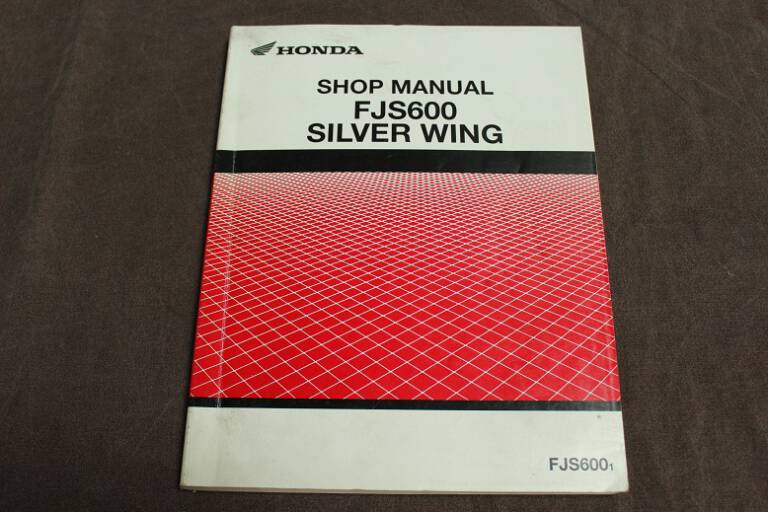 HONDA
SHOP MANUAL
FJS600
SILVER WING
FJS6001